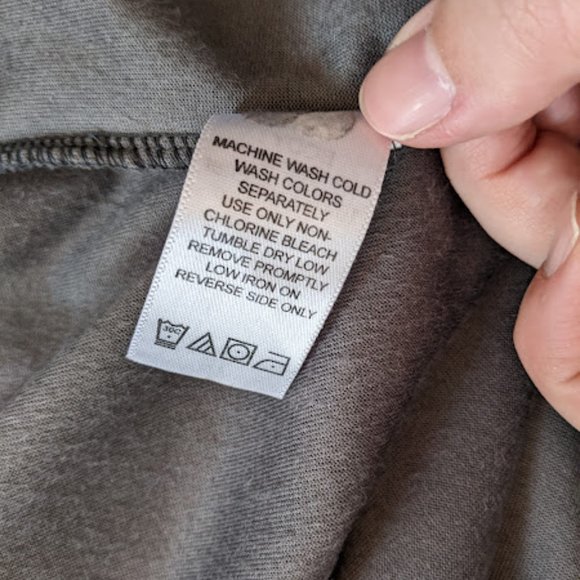 MACHINE WASH COLD
WASH COLORS
SEPARATELY
USE ONLY NON-
CHLORINE BLEACH
TUMBLE DRY LOW
REMOVE PROMPTLY
LOW IRON ON
REVERSE SIDE ONLY
30C